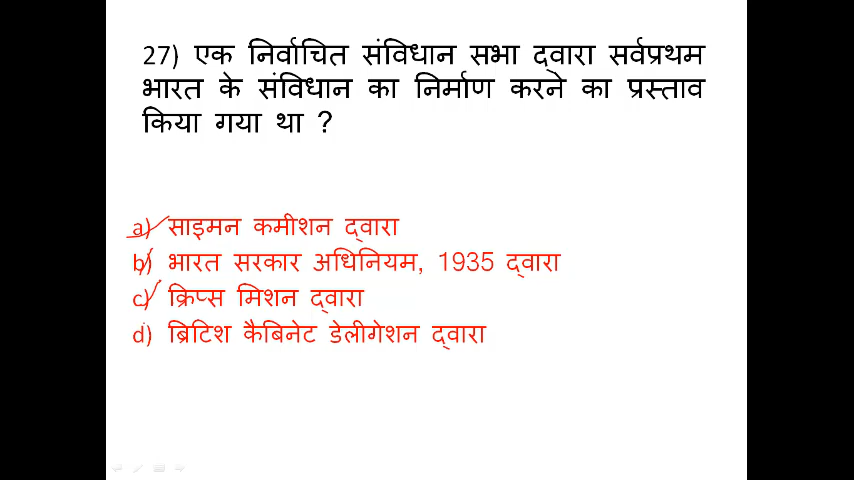 27) एक निर्वाचित संविधान सभा द्वारा सर्वप्रथम
भारत के संविधान का निर्माण करने का प्रस्ताव
किया गया था ?
a) साइमन कमीशन द्वारा
b) भारत सरकार अधिनियम, 1935 द्वारा
c) क्रिप्स मिशन द्वारा
d) ब्रिटिश कैबिनेट डेलीगेशन द्वारा